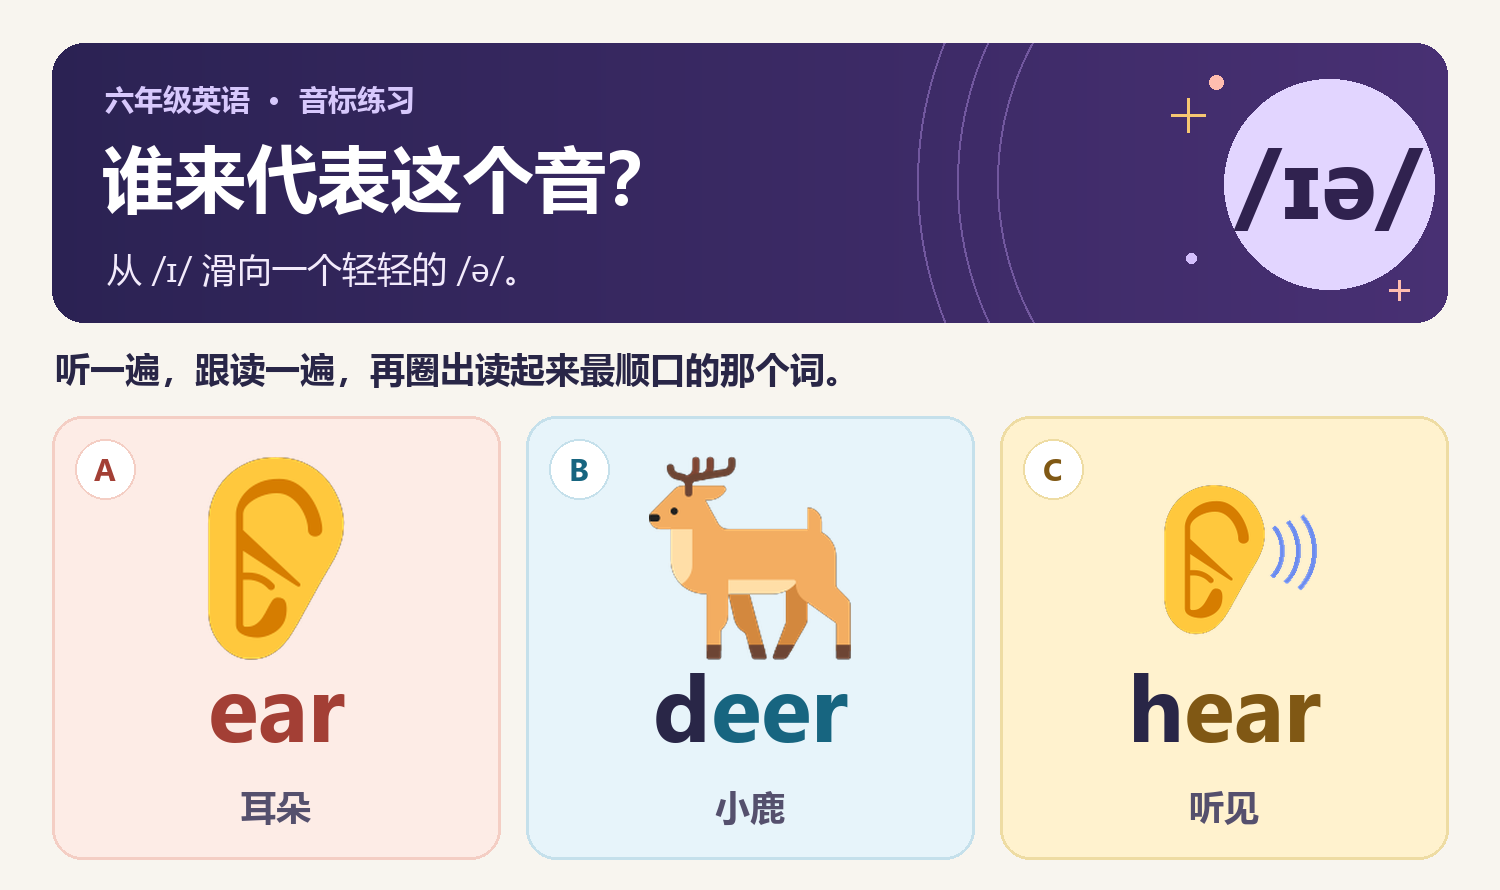 六年级英语 · 音标练习
谁来代表这个音？
从 /ɪ/ 滑向一个轻轻的 /ə/。
/ɪə/
听一遍，跟读一遍，再圈出读起来最顺口的那个词。
A
ear
耳朵
B
deer
小鹿
C
hear
听见